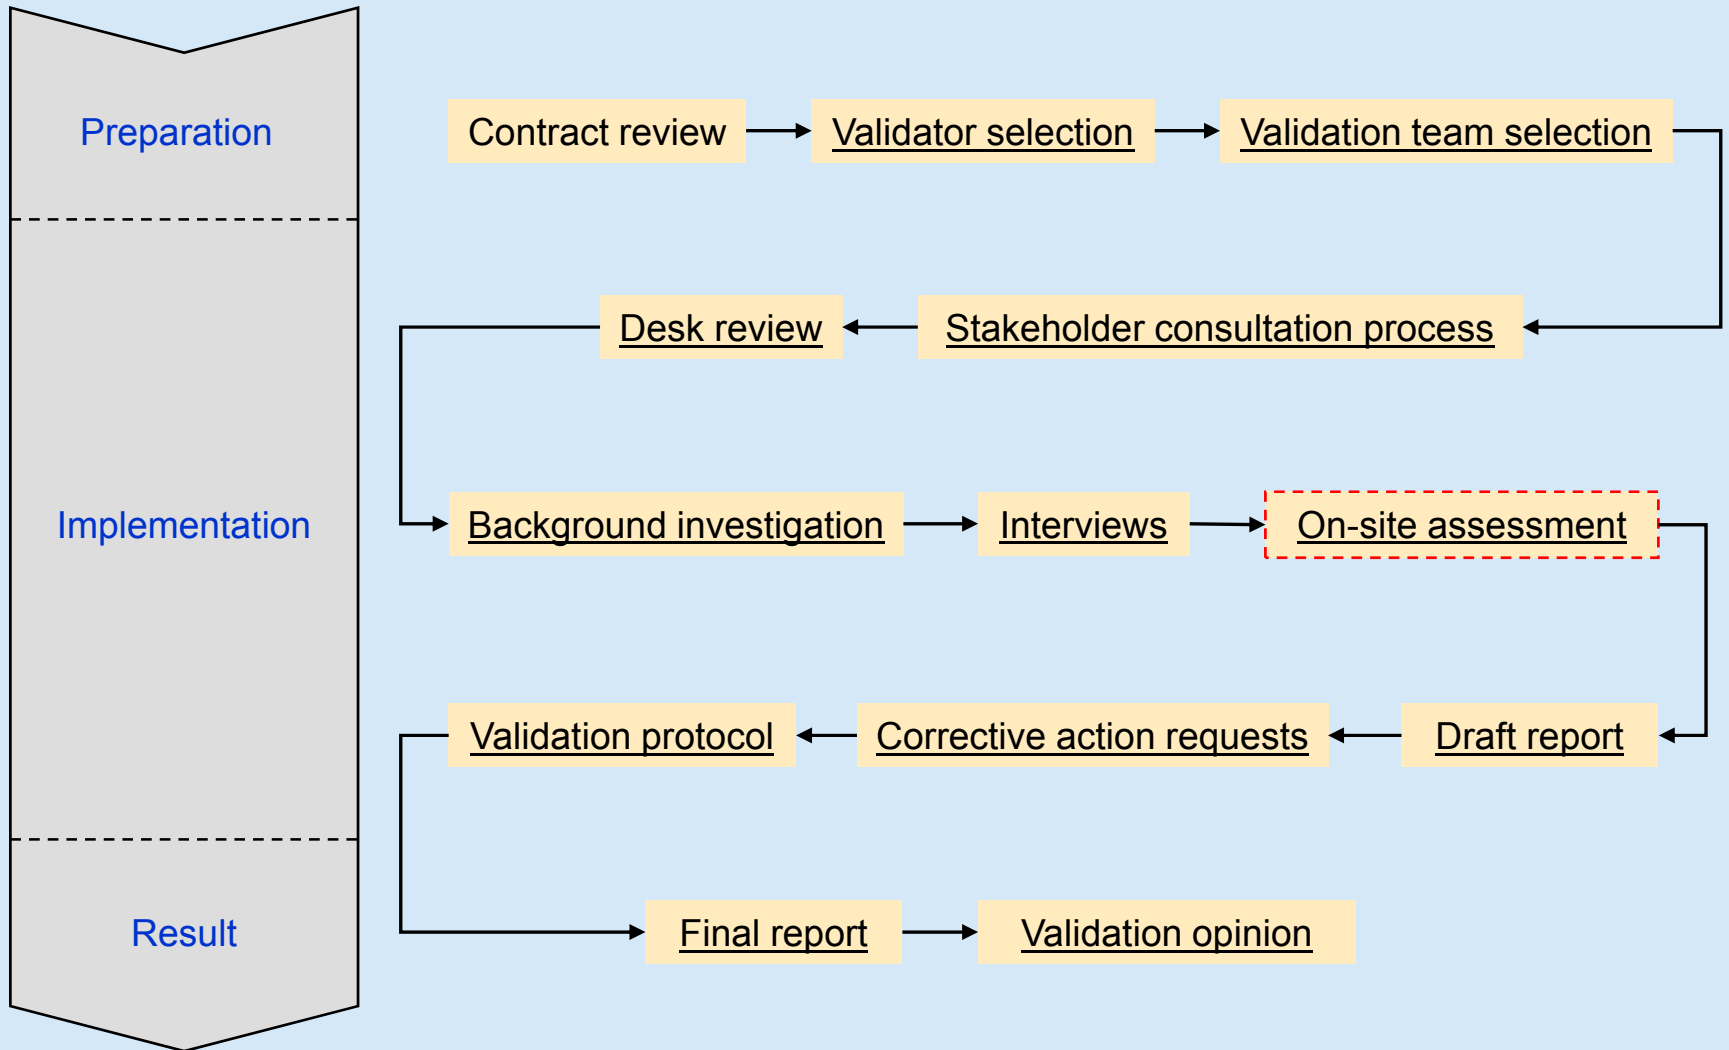 Preparation
Contract review
Validator selection
Validation team selection
Desk review
Stakeholder consultation process
Implementation
Background investigation
Interviews
On-site assessment
Validation protocol
Corrective action requests
Draft report
Result
Final report
Validation opinion